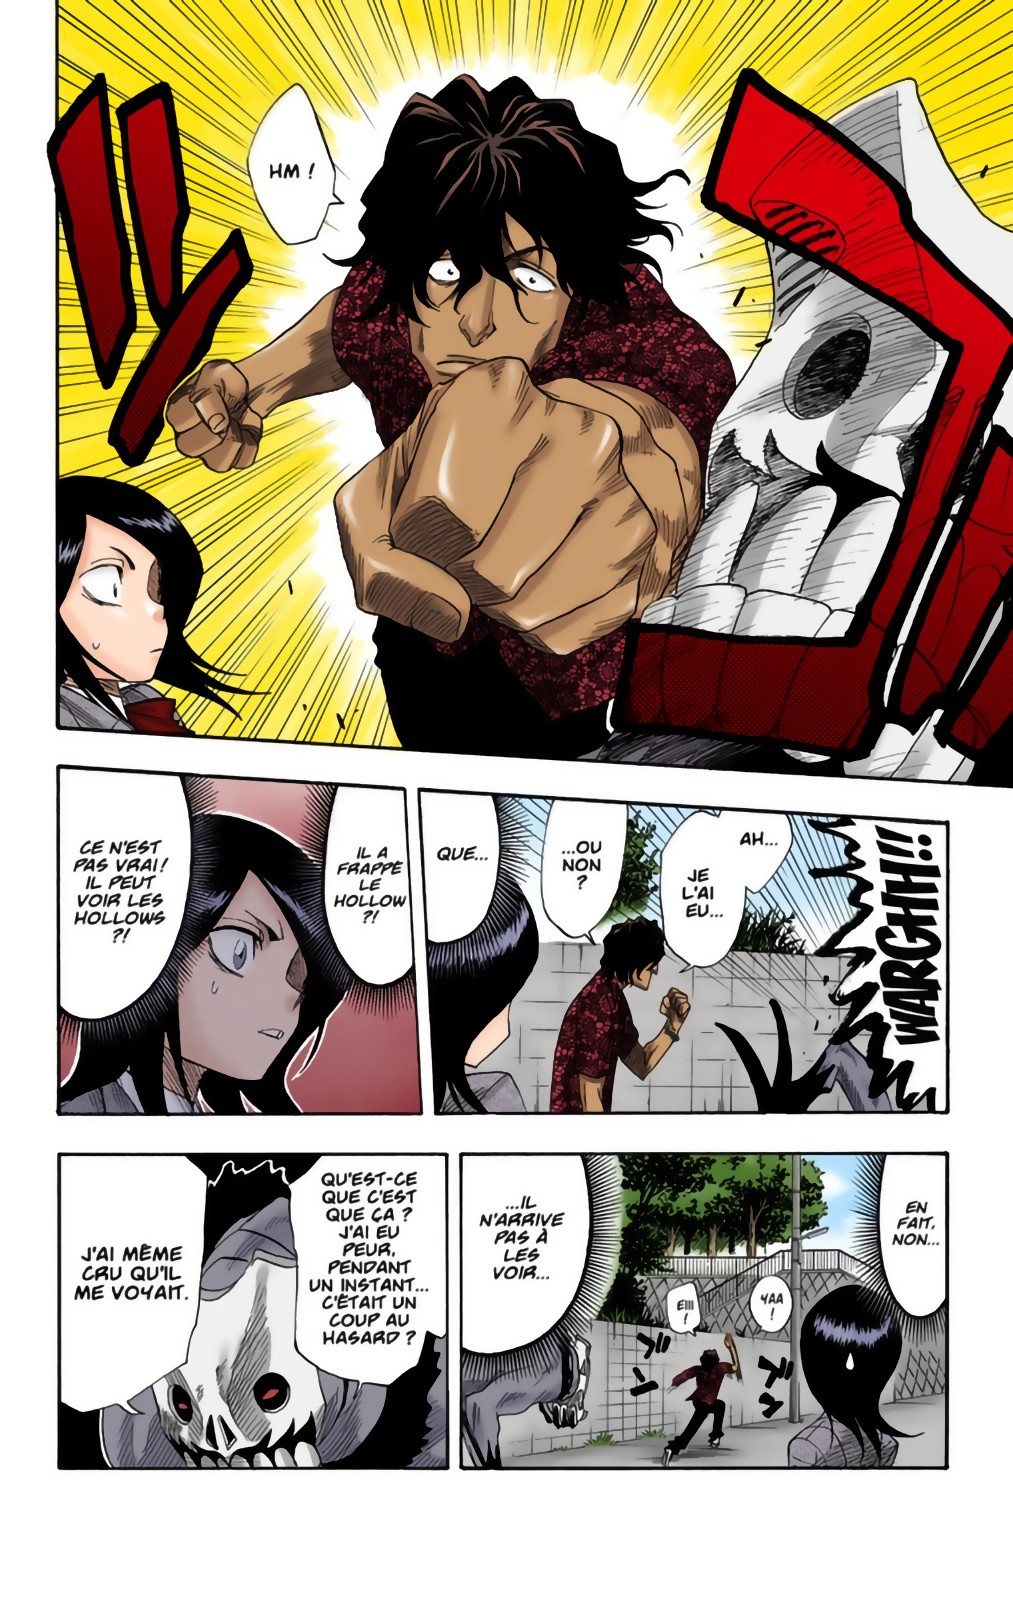 HM !
WARGHH!!
AH...
JE
L'AI
EU...
...OU
NON
?
QUE...
IL A
FRAPPÉ
LE
HOLLOW
?!
CE N'EST
PAS VRAI !
IL PEUT
VOIR LES
HOLLOWS
?!
EN
FAIT,
NON...
YAA
!
EIII
!
...IL
N'ARRIVE
PAS À
LES
VOIR...
QU'EST-CE
QUE C'EST
QUE ÇA ?
J'AI EU
PEUR,
PENDANT
UN INSTANT...
C'ÉTAIT UN
COUP AU
HASARD ?
J'AI MÊME
CRU QU'IL
ME VOYAIT.